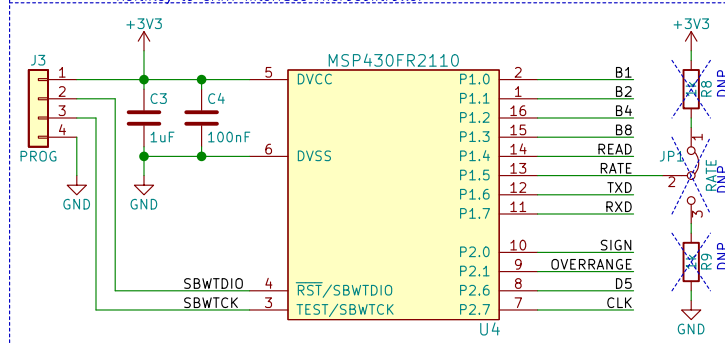 +3V3 +3V3
J3 MSP430FR2110
1 5 DVCC P1.0 2 B1
2 C3 C4 P1.1 1 B2 R8 DNP
3 P1.2 16 B4
4 1uF 100nF P1.3 15 B8 1
PROG 6 DVSS P1.4 14 READ JP1
P1.5 13 RATE 2 RATE DNP
GND GND P1.6 12 TXD
P1.7 11 RXD 3
P2.0 10 SIGN
P2.1 9 OVERRANGE R9 DNP
SBWTDIO 4 RST/SBWTDIO P2.6 8 D5
SBWTCK 3 TEST/SBWTCK P2.7 7 CLK
U4 GND